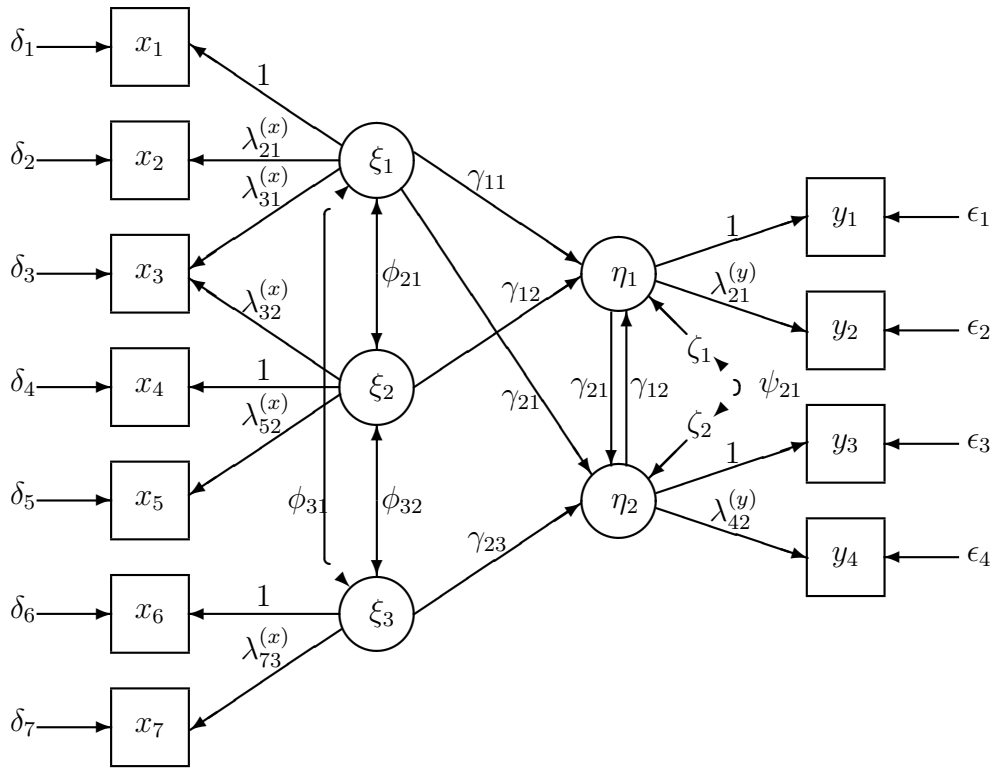 δ₁ x₁
1
δ₂ x₂ λ₂₁⁽ˣ⁾ ξ₁
λ₃₁⁽ˣ⁾ γ₁₁
y₁ ϵ₁
1
δ₃ x₃ ϕ₂₁ η₁
λ₃₂⁽ˣ⁾ γ₁₂ λ₂₁⁽ʸ⁾
y₂ ϵ₂
ζ₁
δ₄ x₄ 1 ξ₂
λ₅₂⁽ˣ⁾ γ₂₁ γ₂₁ γ₁₂ ψ₂₁
ζ₂
y₃ ϵ₃
1
δ₅ x₅ ϕ₃₁ ϕ₃₂ η₂
λ₄₂⁽ʸ⁾
γ₂₃
y₄ ϵ₄
δ₆ x₆ 1 ξ₃
λ₇₃⁽ˣ⁾
δ₇ x₇